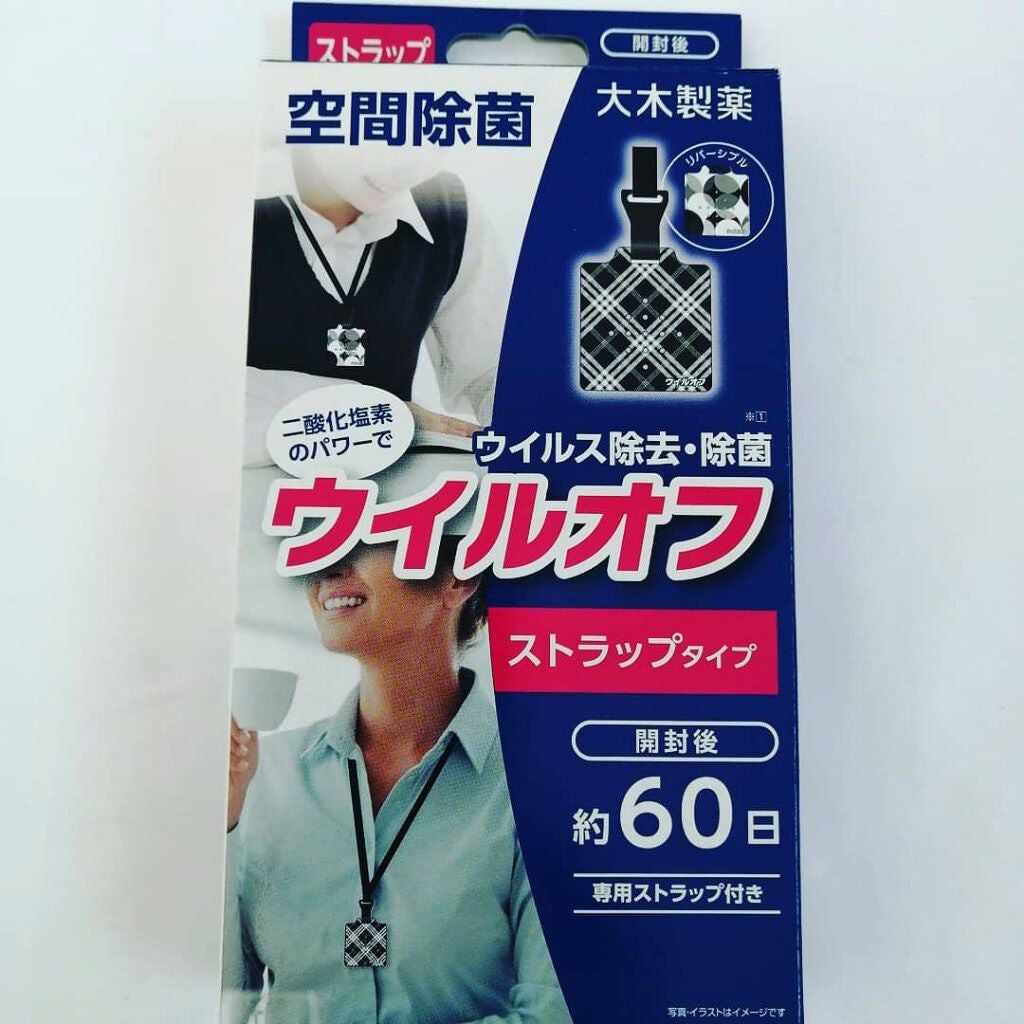 ストラップ
開封後
空間除菌
大木製薬
リバーシブル
ウイルオフ
二酸化塩素
のパワーで
※1
ウイルス除去・除菌
ウイルオフ
ストラップタイプ
開封後
約60日
専用ストラップ付き
写真・イラストはイメージです